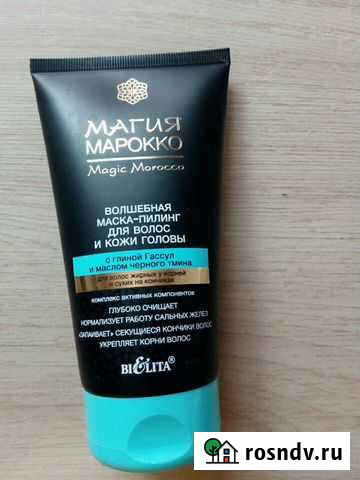 МАГИЯ
МАРОККО
Magic Morocco
ВОЛШЕБНАЯ
МАСКА-ПИЛИНГ
ДЛЯ ВОЛОС
И КОЖИ ГОЛОВЫ
с глиной Гассул
и маслом черного тмина
для волос жирных у корней
и сухих на кончиках
комплекс активных компонентов
ГЛУБОКО ОЧИЩАЕТ
НОРМАЛИЗУЕТ РАБОТУ САЛЬНЫХ ЖЕЛЕЗ
"ЗАПАИВАЕТ" СЕКУЩИЕСЯ КОНЧИКИ ВОЛОС
УКРЕПЛЯЕТ КОРНИ ВОЛОС
BIELITA®
rosndv.ru